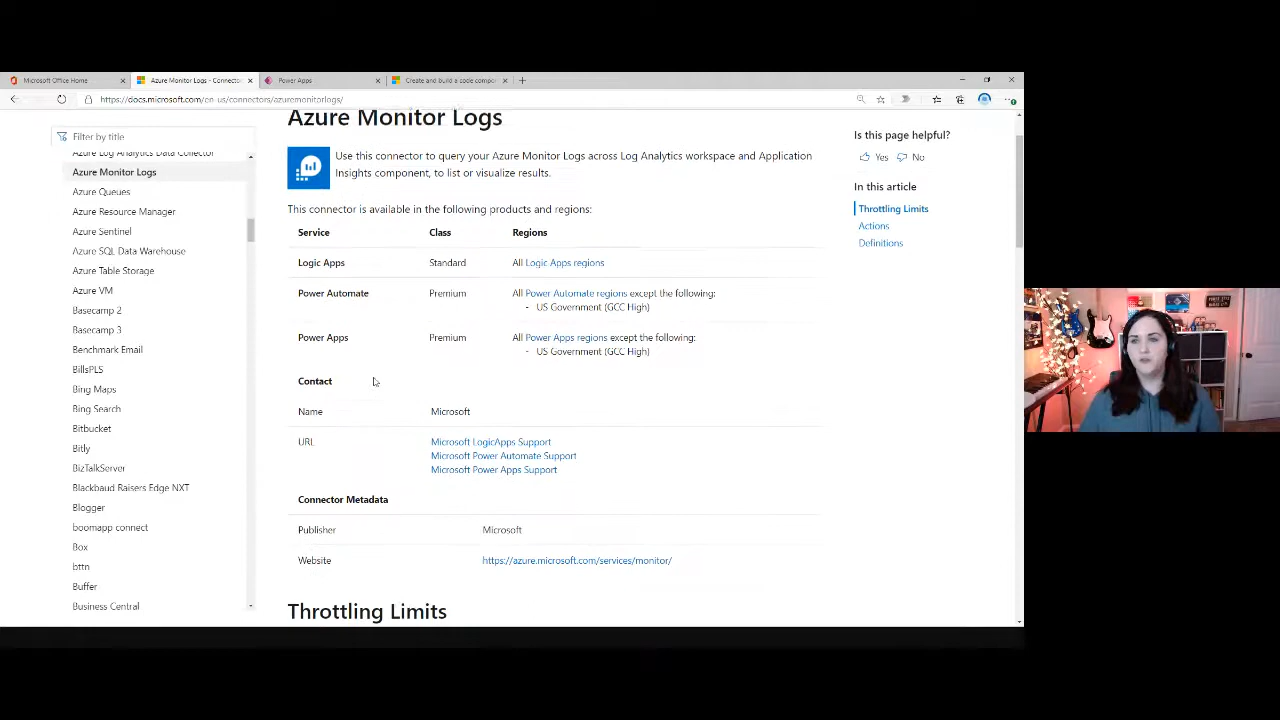 Microsoft Office Home
Azure Monitor Logs - Connector
Power Apps
Create and build a code compo
https://docs.microsoft.com/en-us/connectors/azuremonitorlogs/
Filter by title
Azure Log Analytics Data Collector
Azure Monitor Logs
Azure Queues
Azure Resource Manager
Azure Sentinel
Azure SQL Data Warehouse
Azure Table Storage
Azure VM
Basecamp 2
Basecamp 3
Benchmark Email
BillsPLS
Bing Maps
Bing Search
Bitbucket
Bitly
BizTalkServer
Blackbaud Raisers Edge NXT
Blogger
boomapp connect
Box
bttn
Buffer
Business Central
Azure Monitor Logs
Use this connector to query your Azure Monitor Logs across Log Analytics workspace and Application
Insights component, to list or visualize results.
This connector is available in the following products and regions:
Service Class Regions
Logic Apps Standard All Logic Apps regions
Power Automate Premium All Power Automate regions except the following:
- US Government (GCC High)
Power Apps Premium All Power Apps regions except the following:
- US Government (GCC High)
Contact
Name Microsoft
URL Microsoft LogicApps Support
Microsoft Power Automate Support
Microsoft Power Apps Support
Connector Metadata
Publisher Microsoft
Website https://azure.microsoft.com/services/monitor/
Throttling Limits
Is this page helpful?
Yes No
In this article
Throttling Limits
Actions
Definitions